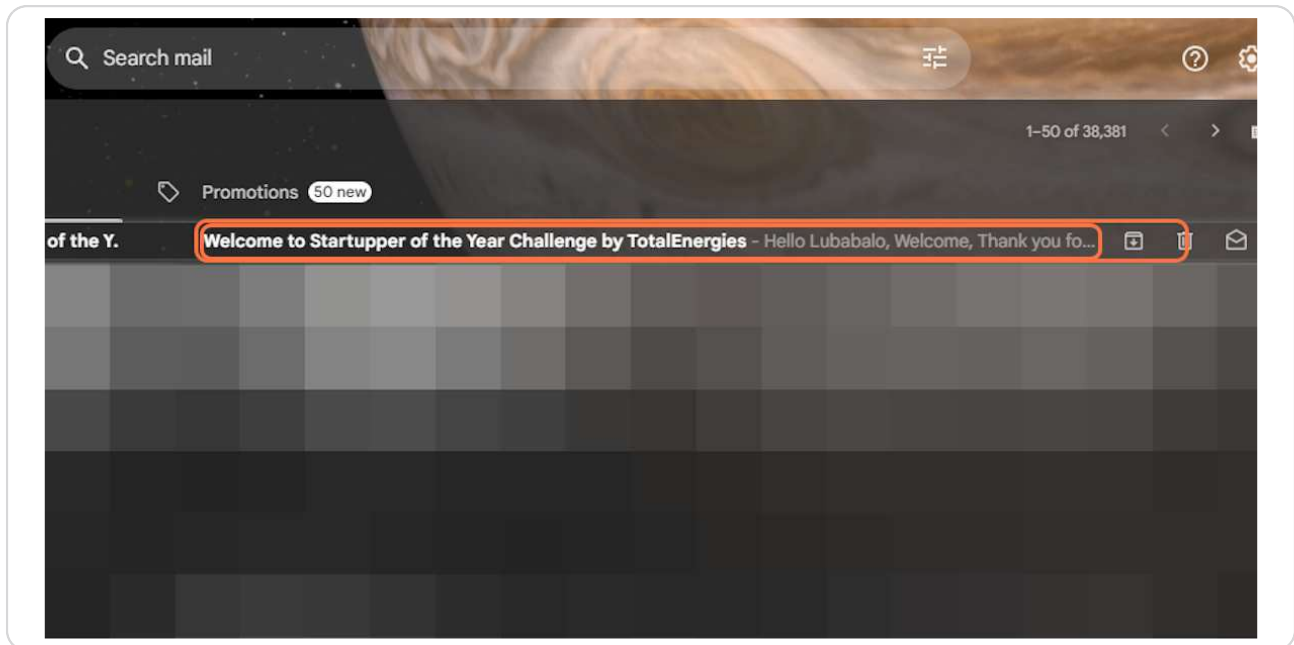 Search mail
1–50 of 38,381
Promotions 50 new
of the Y. Welcome to Startupper of the Year Challenge by TotalEnergies - Hello Lubabalo, Welcome, Thank you fo...